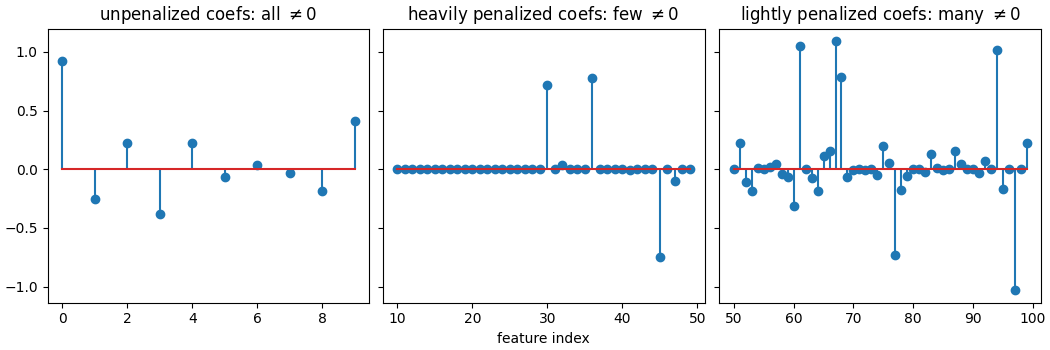 unpenalized coefs: all ≠0
heavily penalized coefs: few ≠0
lightly penalized coefs: many ≠0
1.0
0.5
0.0
−0.5
−1.0
0 2 4 6 8
10 20 30 40 50
50 60 70 80 90 100
feature index